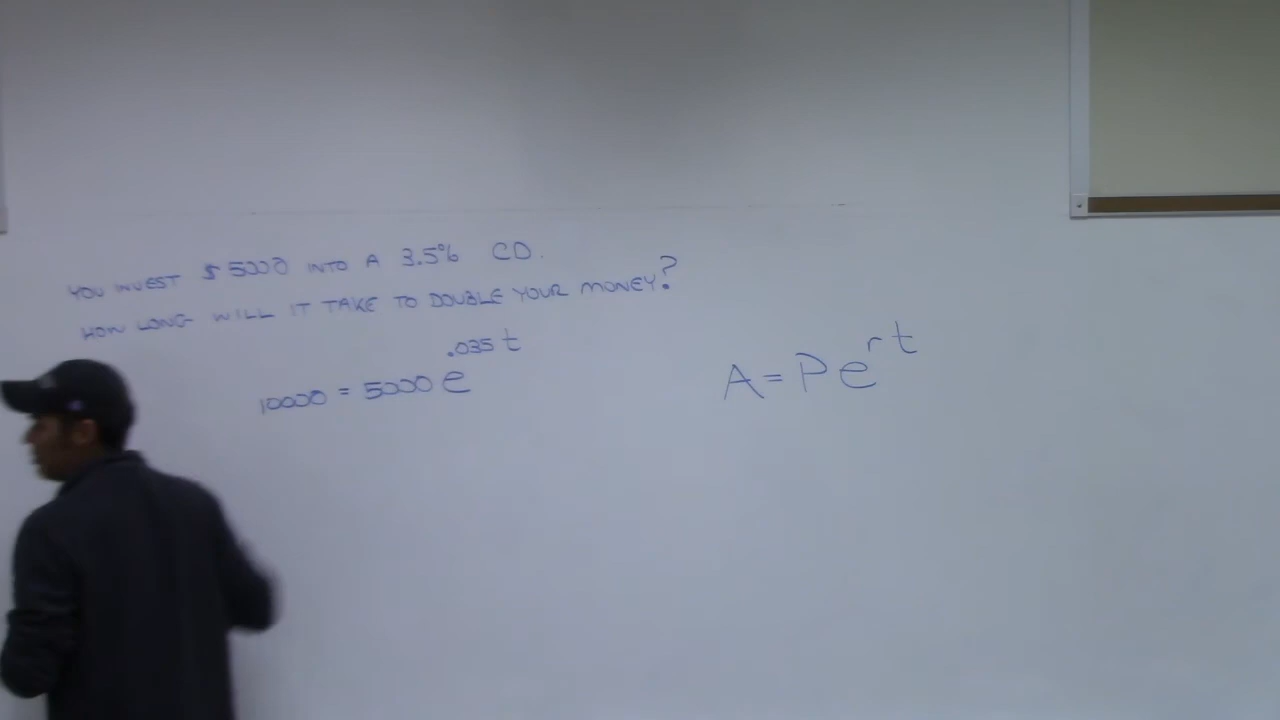 YOU INVEST $5000 INTO A 3.5% CD.
HOW LONG WILL IT TAKE TO DOUBLE YOUR MONEY?
10000 = 5000 e^.035 t
A = P e^r t